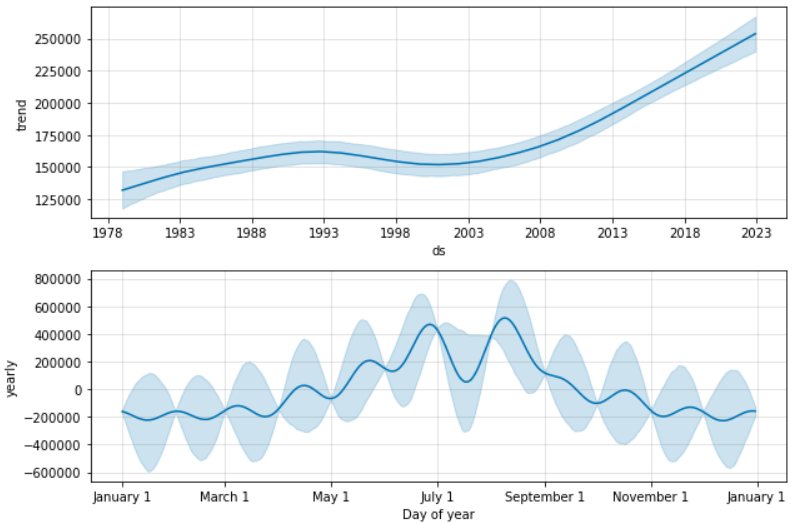 250000
225000
200000
175000
150000
125000
trend
1978 1983 1988 1993 1998 2003 2008 2013 2018 2023
ds
800000
600000
400000
200000
0
−200000
−400000
−600000
yearly
January 1 March 1 May 1 July 1 September 1 November 1 January 1
Day of year